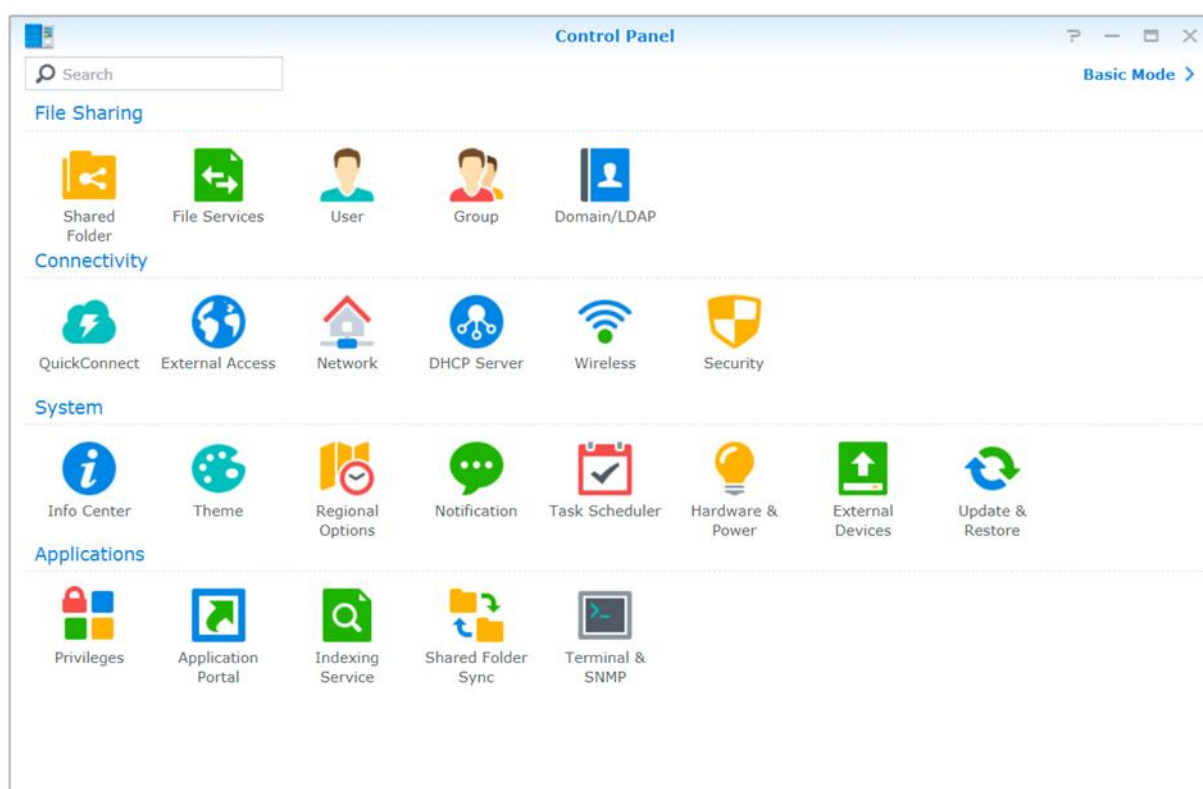 Control Panel
Search
Basic Mode
File Sharing
Shared
Folder
File Services
User
Group
Domain/LDAP
Connectivity
QuickConnect
External Access
Network
DHCP Server
Wireless
Security
System
Info Center
Theme
Regional
Options
Notification
Task Scheduler
Hardware &
Power
External
Devices
Update &
Restore
Applications
Privileges
Application
Portal
Indexing
Service
Shared Folder
Sync
Terminal &
SNMP